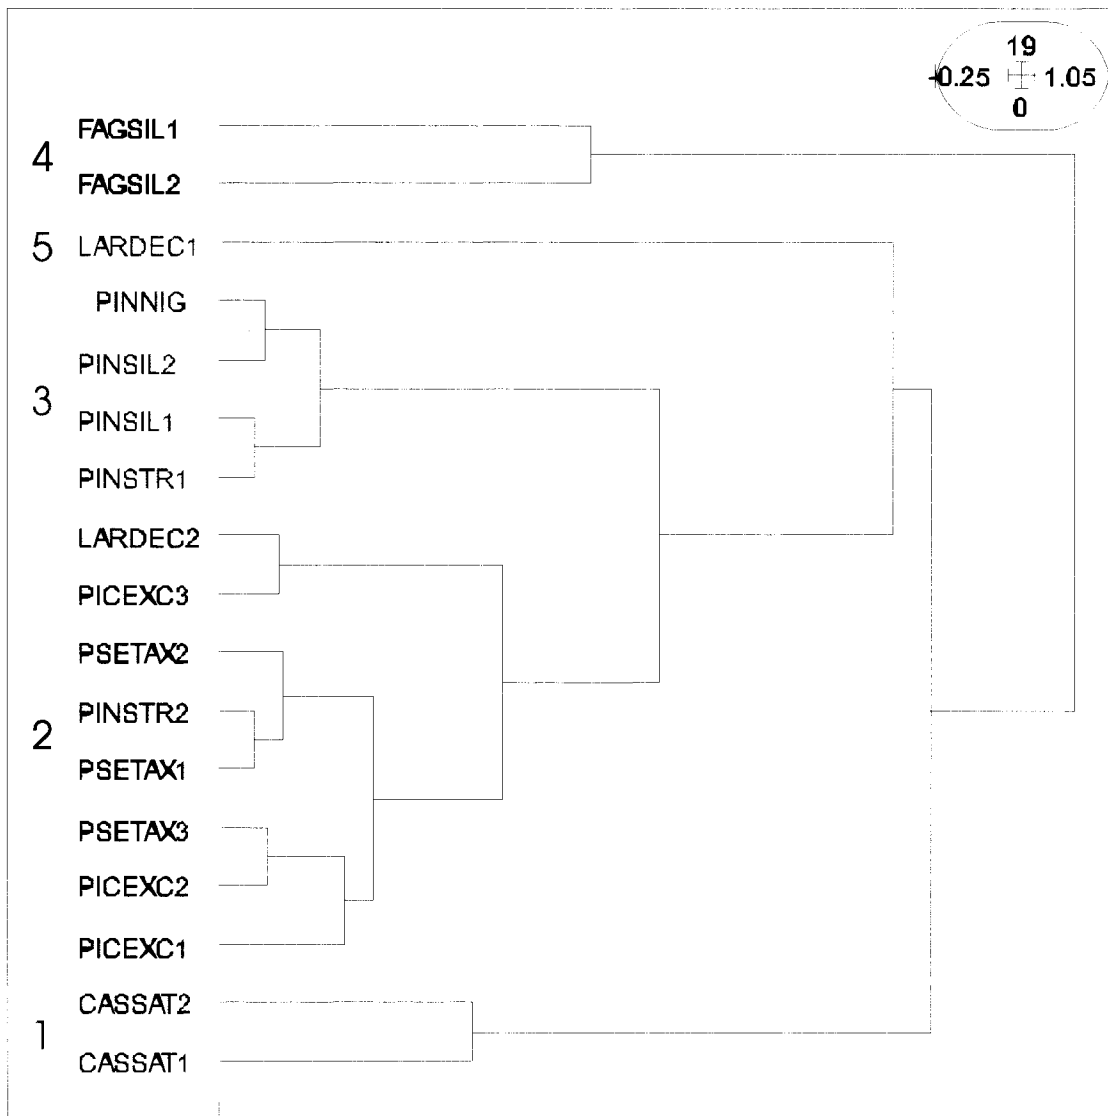 19
-0.25 1.05
0
4
FAGSIL1
FAGSIL2
5 LARDEC1
PINNIG
PINSIL2
3
PINSIL1
PINSTR1
LARDEC2
PICEXC3
PSETAX2
PINSTR2
2
PSETAX1
PSETAX3
PICEXC2
PICEXC1
CASSAT2
1
CASSAT1